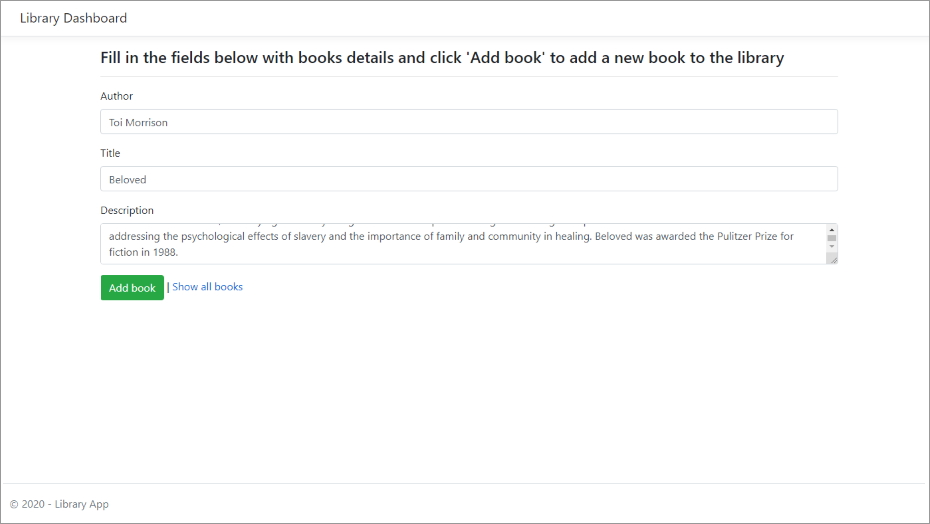 Library Dashboard
Fill in the fields below with books details and click 'Add book' to add a new book to the library
Author
Toi Morrison
Title
Beloved
Description
addressing the psychological effects of slavery and the importance of family and community in healing. Beloved was awarded the Pulitzer Prize for
fiction in 1988.
Add book | Show all books
© 2020 - Library App